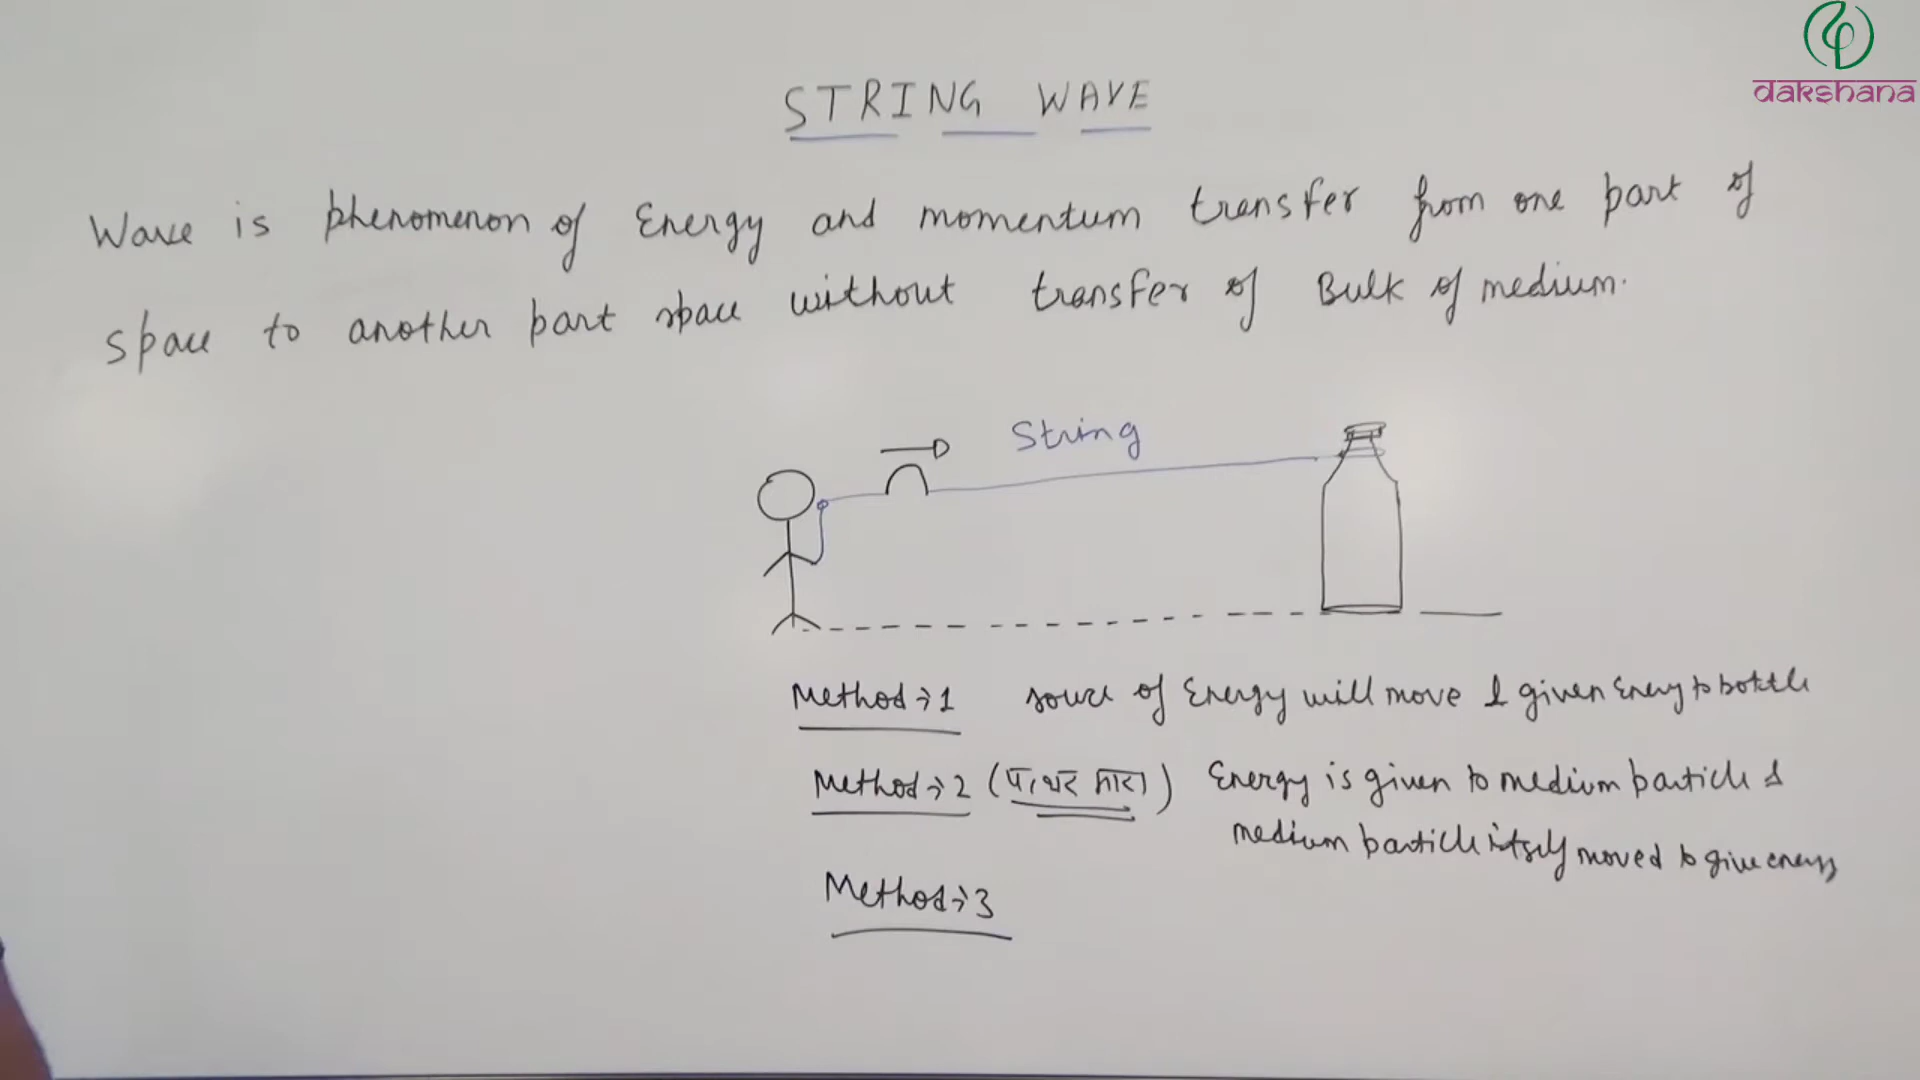 dakshana
STRING WAVE
Wave is phenomenon of Energy and momentum transfer from one part of
space to another part space without transfer of Bulk of medium.
String
Method→1 source of Energy will move & given Energy to bottle
Method→2 (पत्थर मारा) Energy is given to medium particle &
medium particle itself moved to give energy
Method→3